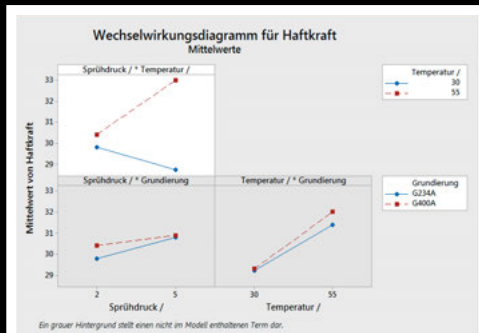 Wechselwirkungsdiagramm für Haftkraft
Mittelwerte
Sprühdruck / * Temperatur /
33
32
31
30
29
Temperatur /
30
55
Mittelwert von Haftkraft
Sprühdruck / * Grundierung
Temperatur / * Grundierung
33
32
31
30
29
Grundierung
G234A
G400A
2
5
30
55
Sprühdruck /
Temperatur /
Ein grauer Hintergrund stellt einen nicht im Modell enthaltenen Term dar.